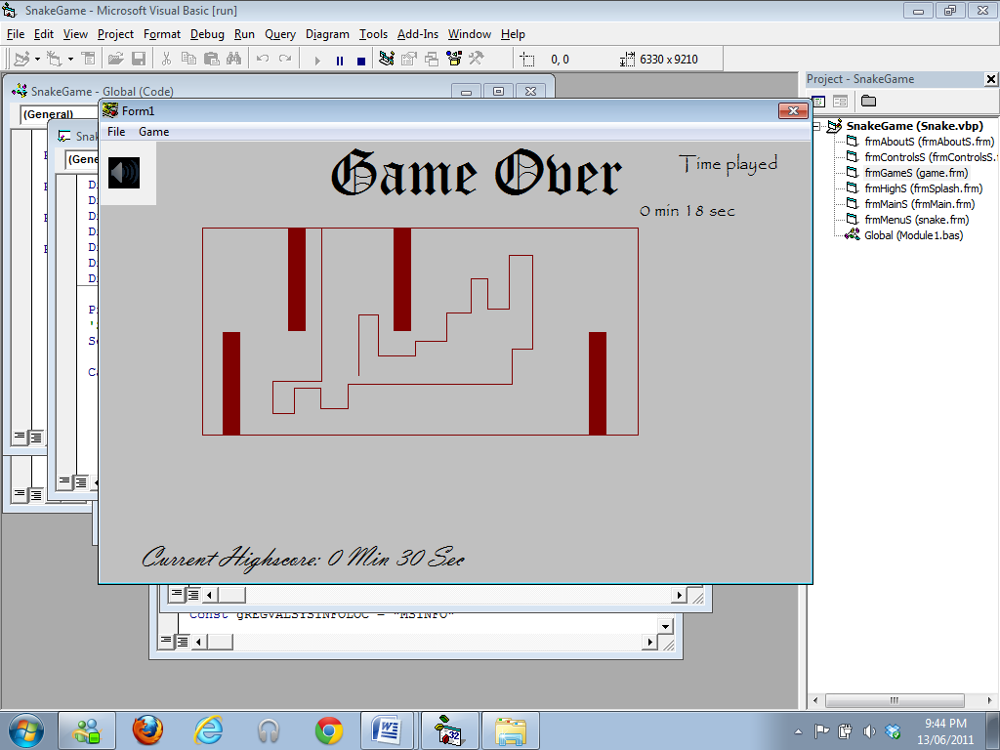 SnakeGame - Microsoft Visual Basic [run]
File Edit View Project Format Debug Run Query Diagram Tools Add-Ins Window Help
0, 0 6330 x 9210
SnakeGame - Global (Code)
(General)
Form1
File Game
Game Over
Time played
0 min 18 sec
Current Highscore: 0 Min 30 Sec
Const gREGVALSYSINFOLOC = "MSINFO"
Project - SnakeGame
SnakeGame (Snake.vbp)
frmAboutS (frmAboutS.frm)
frmControlsS (frmControlsS.
frmGameS (game.frm)
frmHighS (frmSplash.frm)
frmMainS (frmMain.frm)
frmMenuS (snake.frm)
Global (Module1.bas)
9:44 PM
13/06/2011